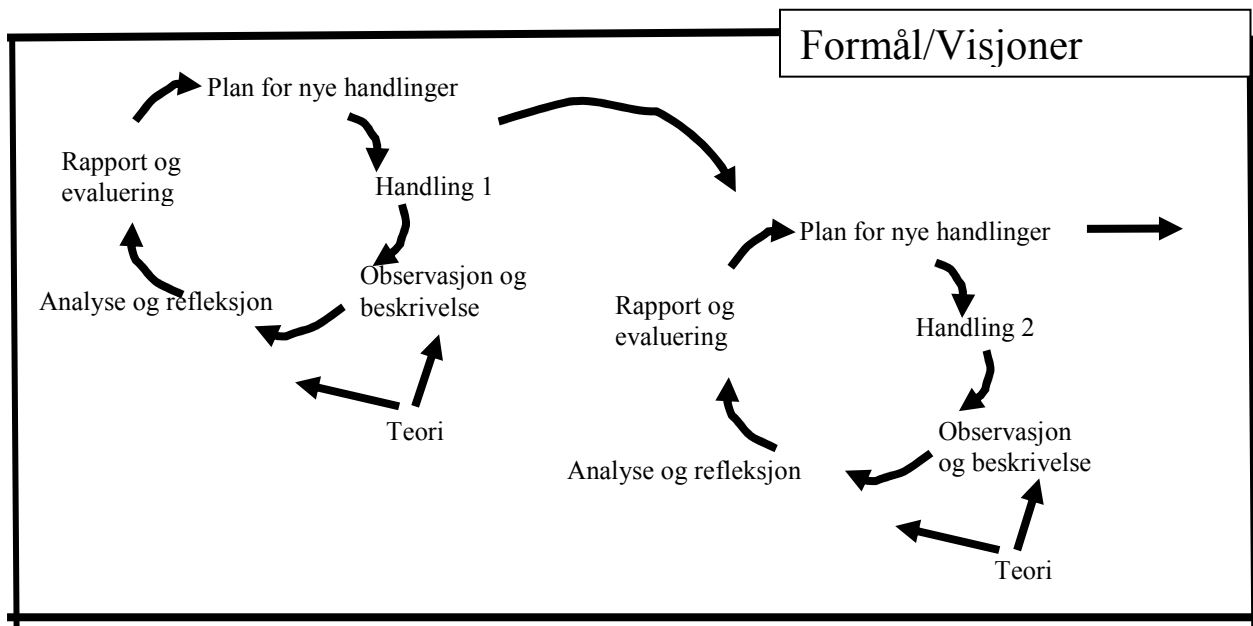 Formål/Visjoner
Plan for nye handlinger
Rapport og
evaluering
Handling 1
Observasjon og
beskrivelse
Analyse og refleksjon
Teori
Plan for nye handlinger
Rapport og
evaluering
Handling 2
Observasjon
og beskrivelse
Analyse og refleksjon
Teori